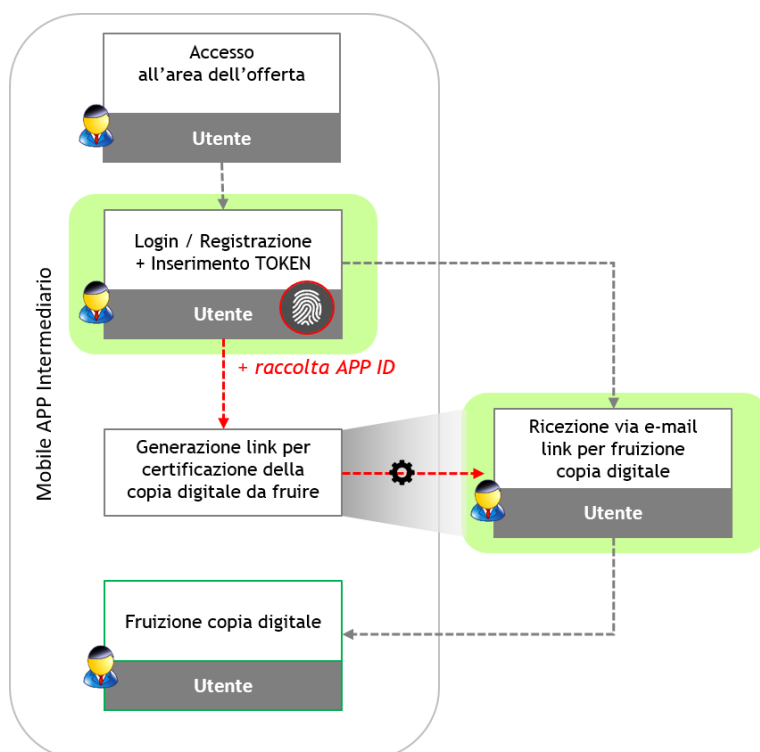 Accesso
all'area dell'offerta
Utente
Mobile APP Intermediario
Login / Registrazione
+ Inserimento TOKEN
Utente
+ raccolta APP ID
Generazione link per
certificazione della
copia digitale da fruire
Ricezione via e-mail
link per fruizione
copia digitale
Utente
Fruizione copia digitale
Utente